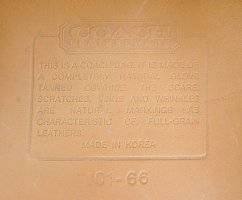 COACH
LEATHERWARE
THIS IS A COACH BAG IT IS MADE OF
A COMPLETELY NATURAL GLOVE
TANNED COWHIDE THE SCARS,
SCRATCHES, VEINS AND WRINKLES
ARE NATURAL MARKINGS AS
CHARACTERISTIC OF FULL-GRAIN
LEATHERS.
MADE IN KOREA
01-66